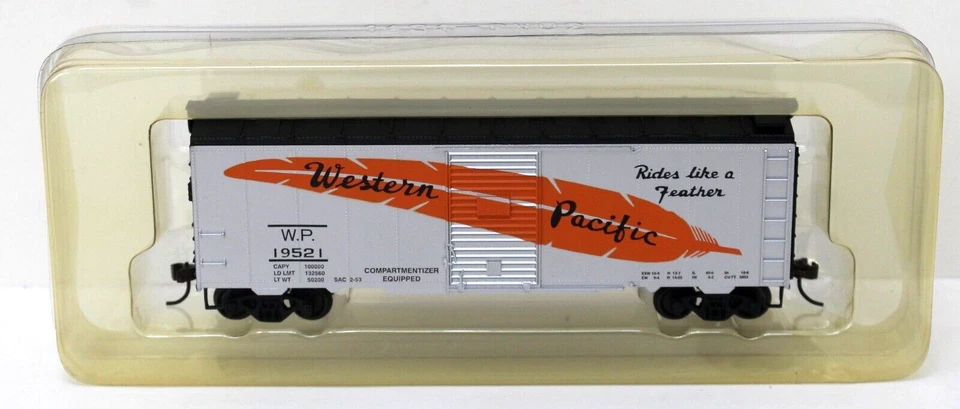 Western
Pacific
Rides like a
Feather
W.P.
19521
CAPY 100000
LD LMT 132560
LT WT 50200 SAC 2-53
COMPARTMENTIZER
EQUIPPED